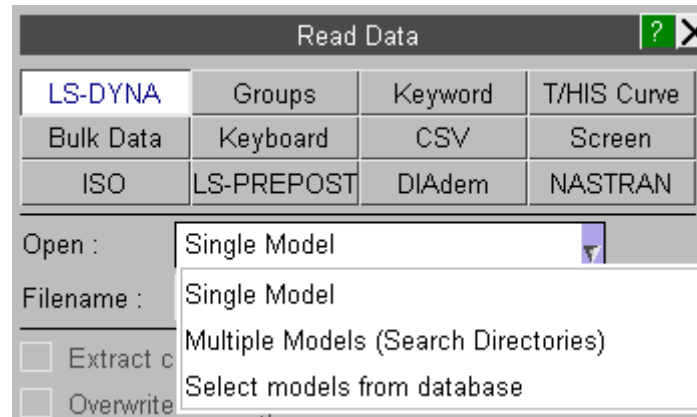 Read Data ? X
LS-DYNA Groups Keyword T/HIS Curve
Bulk Data Keyboard CSV Screen
ISO LS-PREPOST DIAdem NASTRAN
Open : Single Model
Filename : Single Model
Multiple Models (Search Directories)
Extract c
Select models from database
Overwrite